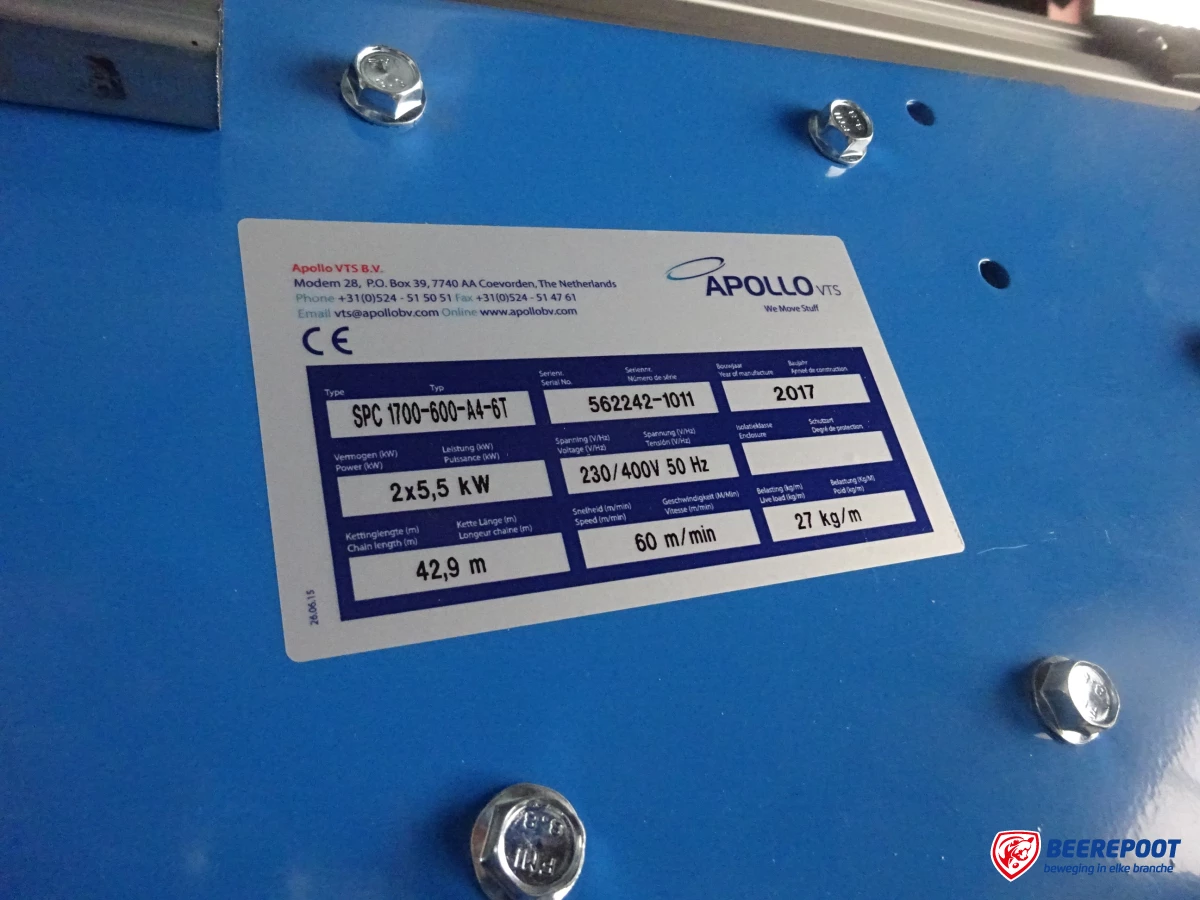 Apollo VTS B.V.
Modem 28, P.O. Box 39, 7740 AA Coevorden, The Netherlands
Phone +31(0)524 - 51 50 51 Fax +31(0)524 - 51 47 61
Email vts@apollobv.com Online www.apollobv.com
CE
APOLLO VTS
We Move Stuff
Type Typ
SPC 1700-600-A4-6T
Serienr. Seriennr.
Serial No. Número de série
562242-1011
Bouwjaar Baujahr
Year of manufacture Anneé de construction
2017
Vermogen (kW) Leistung (kW)
Power (kW) Puissance (kW)
2x5,5 kW
Spanning (V/Hz) Spannung (V/Hz)
Voltage (V/Hz) Tensión (V/Hz)
230/400V 50 Hz
Isolatieklasse Schutzart
Enclosure Degré de protection
Kettinglengte (m) Kette Länge (m)
Chain length (m) Longeur chaine (m)
42,9 m
Snelheid (m/min) Geschwindigkeit (M/Min)
Speed (m/min) Vitesse (m/min)
60 m/min
Belasting (kg/m) Belastung (Kg/M)
Live load (kg/m) Poid (kg/m)
27 kg/m
26.06.15
8.8
BEEREPOOT
beweging in elke branche